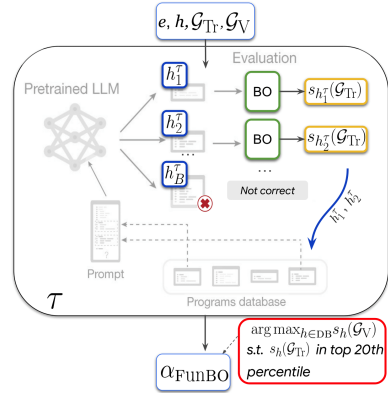 e, h, 𝒢_Tr, 𝒢_V
Evaluation
Pretrained LLM
h_1^τ
BO
s_{h_1^τ}(𝒢_Tr)
h_2^τ
BO
s_{h_2^τ}(𝒢_Tr)
...
...
h_B^τ
Not correct
h_1^τ, h_2^τ
Prompt
Programs database
τ
arg max_{h∈DB} s_h(𝒢_V)
s.t. s_h(𝒢_Tr) in top 20th
percentile
α_FunBO